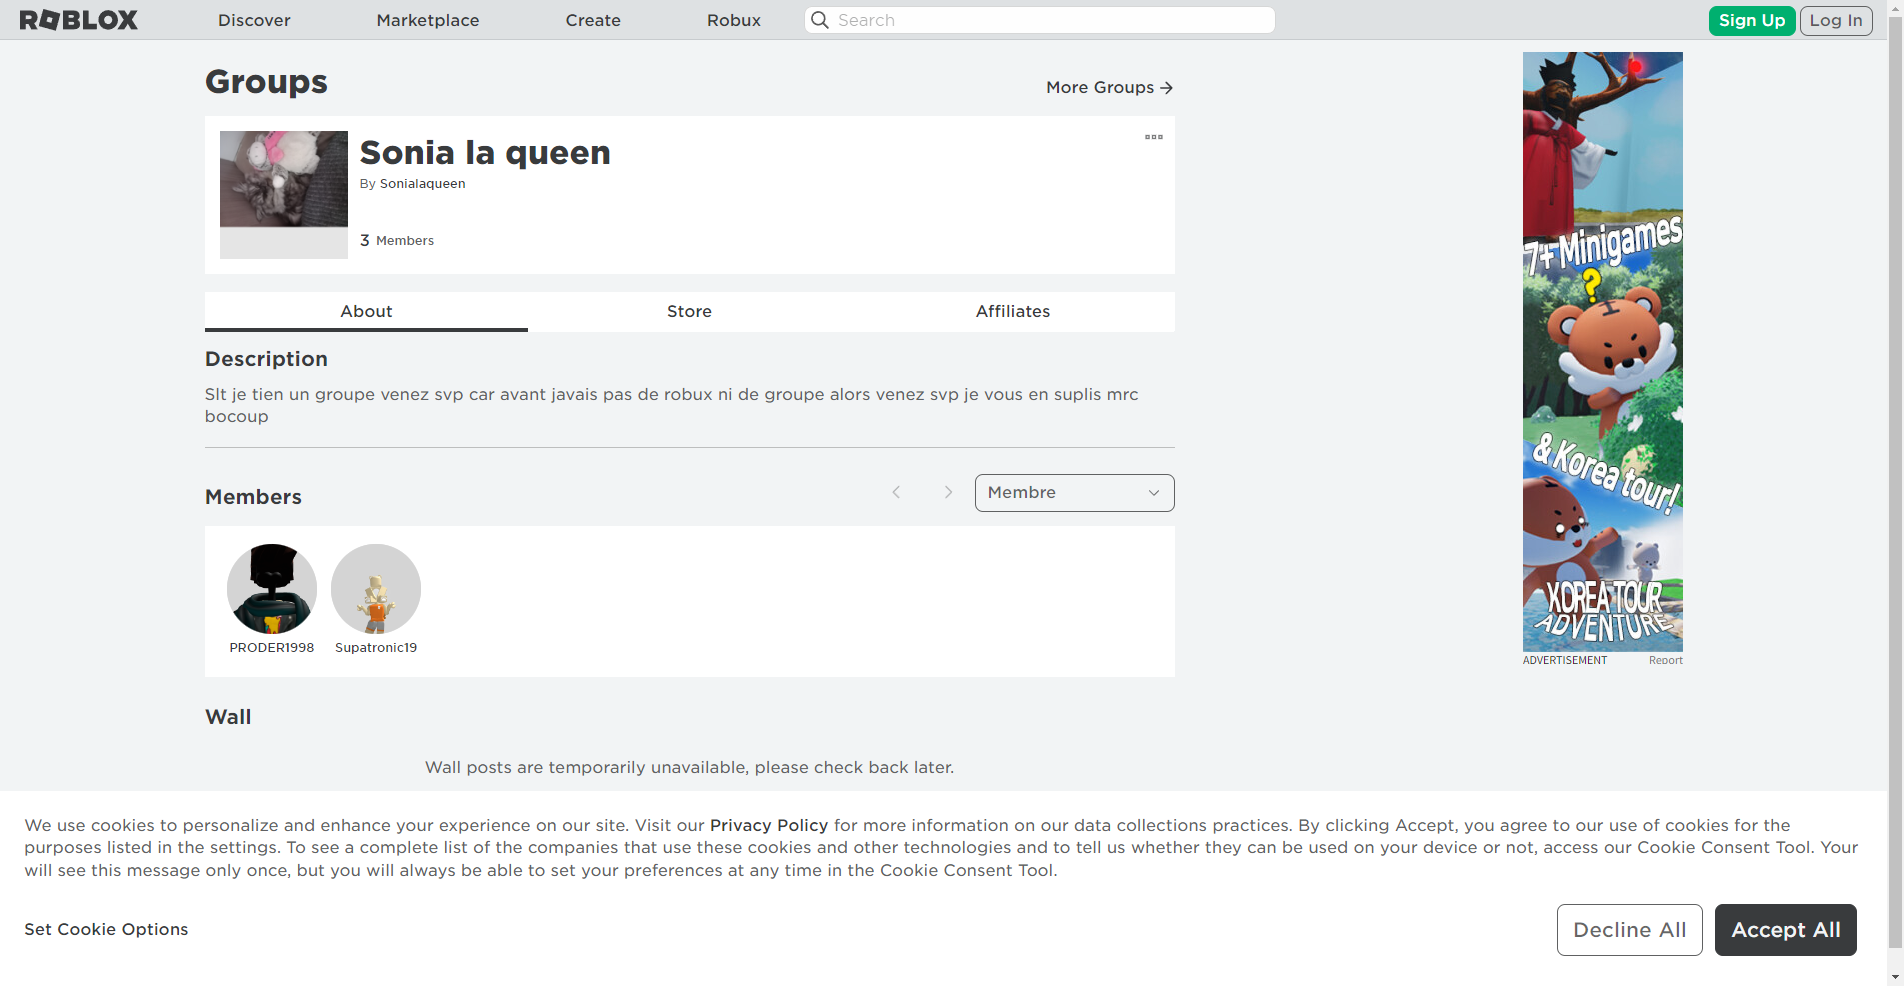 ROBLOX
Discover
Marketplace
Create
Robux
Search
Sign Up
Log In
Groups
More Groups
Sonia la queen
By Sonialaqueen
3 Members
About
Store
Affiliates
Description
Slt je tien un groupe venez svp car avant javais pas de robux ni de groupe alors venez svp je vous en suplis mrc
bocoup
Members
Membre
PRODER1998
Supatronic19
Wall
Wall posts are temporarily unavailable, please check back later.
7+ Minigames
?
& Korea tour!
KOREA TOUR
ADVENTURE
ADVERTISEMENT
Report
We use cookies to personalize and enhance your experience on our site. Visit our Privacy Policy for more information on our data collections practices. By clicking Accept, you agree to our use of cookies for the
purposes listed in the settings. To see a complete list of the companies that use these cookies and other technologies and to tell us whether they can be used on your device or not, access our Cookie Consent Tool. Your
will see this message only once, but you will always be able to set your preferences at any time in the Cookie Consent Tool.
Set Cookie Options
Decline All
Accept All